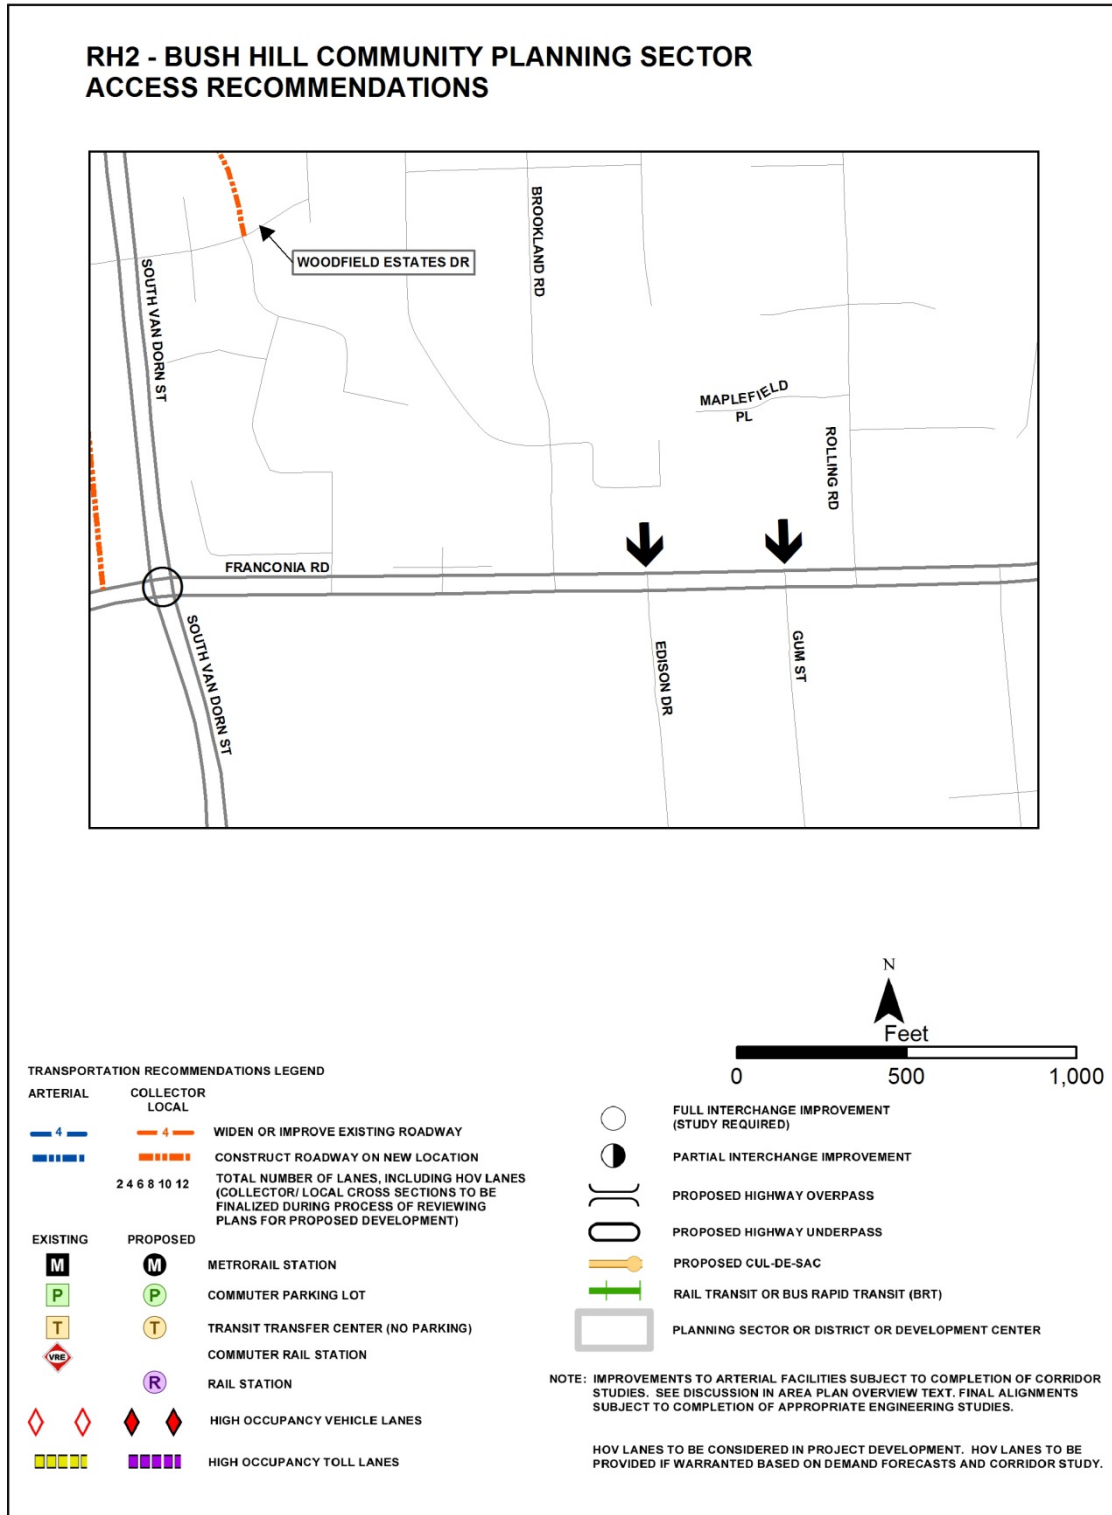 RH2 - BUSH HILL COMMUNITY PLANNING SECTOR
ACCESS RECOMMENDATIONS
WOODFIELD ESTATES DR
BROOKLAND RD
SOUTH VAN DORN ST
MAPLEFIELD
PL
ROLLING RD
FRANCONIA RD
SOUTH VAN DORN ST
EDISON DR
GUM ST
N
Feet
0 500 1,000
TRANSPORTATION RECOMMENDATIONS LEGEND
ARTERIAL COLLECTOR
LOCAL
4 4 WIDEN OR IMPROVE EXISTING ROADWAY
CONSTRUCT ROADWAY ON NEW LOCATION
2 4 6 8 10 12 TOTAL NUMBER OF LANES, INCLUDING HOV LANES
(COLLECTOR/ LOCAL CROSS SECTIONS TO BE
FINALIZED DURING PROCESS OF REVIEWING
PLANS FOR PROPOSED DEVELOPMENT)
EXISTING PROPOSED
M M METRORAIL STATION
P P COMMUTER PARKING LOT
T T TRANSIT TRANSFER CENTER (NO PARKING)
VRE COMMUTER RAIL STATION
R RAIL STATION
HIGH OCCUPANCY VEHICLE LANES
HIGH OCCUPANCY TOLL LANES
FULL INTERCHANGE IMPROVEMENT
(STUDY REQUIRED)
PARTIAL INTERCHANGE IMPROVEMENT
PROPOSED HIGHWAY OVERPASS
PROPOSED HIGHWAY UNDERPASS
PROPOSED CUL-DE-SAC
RAIL TRANSIT OR BUS RAPID TRANSIT (BRT)
PLANNING SECTOR OR DISTRICT OR DEVELOPMENT CENTER
NOTE: IMPROVEMENTS TO ARTERIAL FACILITIES SUBJECT TO COMPLETION OF CORRIDOR
STUDIES. SEE DISCUSSION IN AREA PLAN OVERVIEW TEXT. FINAL ALIGNMENTS
SUBJECT TO COMPLETION OF APPROPRIATE ENGINEERING STUDIES.
HOV LANES TO BE CONSIDERED IN PROJECT DEVELOPMENT. HOV LANES TO BE
PROVIDED IF WARRANTED BASED ON DEMAND FORECASTS AND CORRIDOR STUDY.